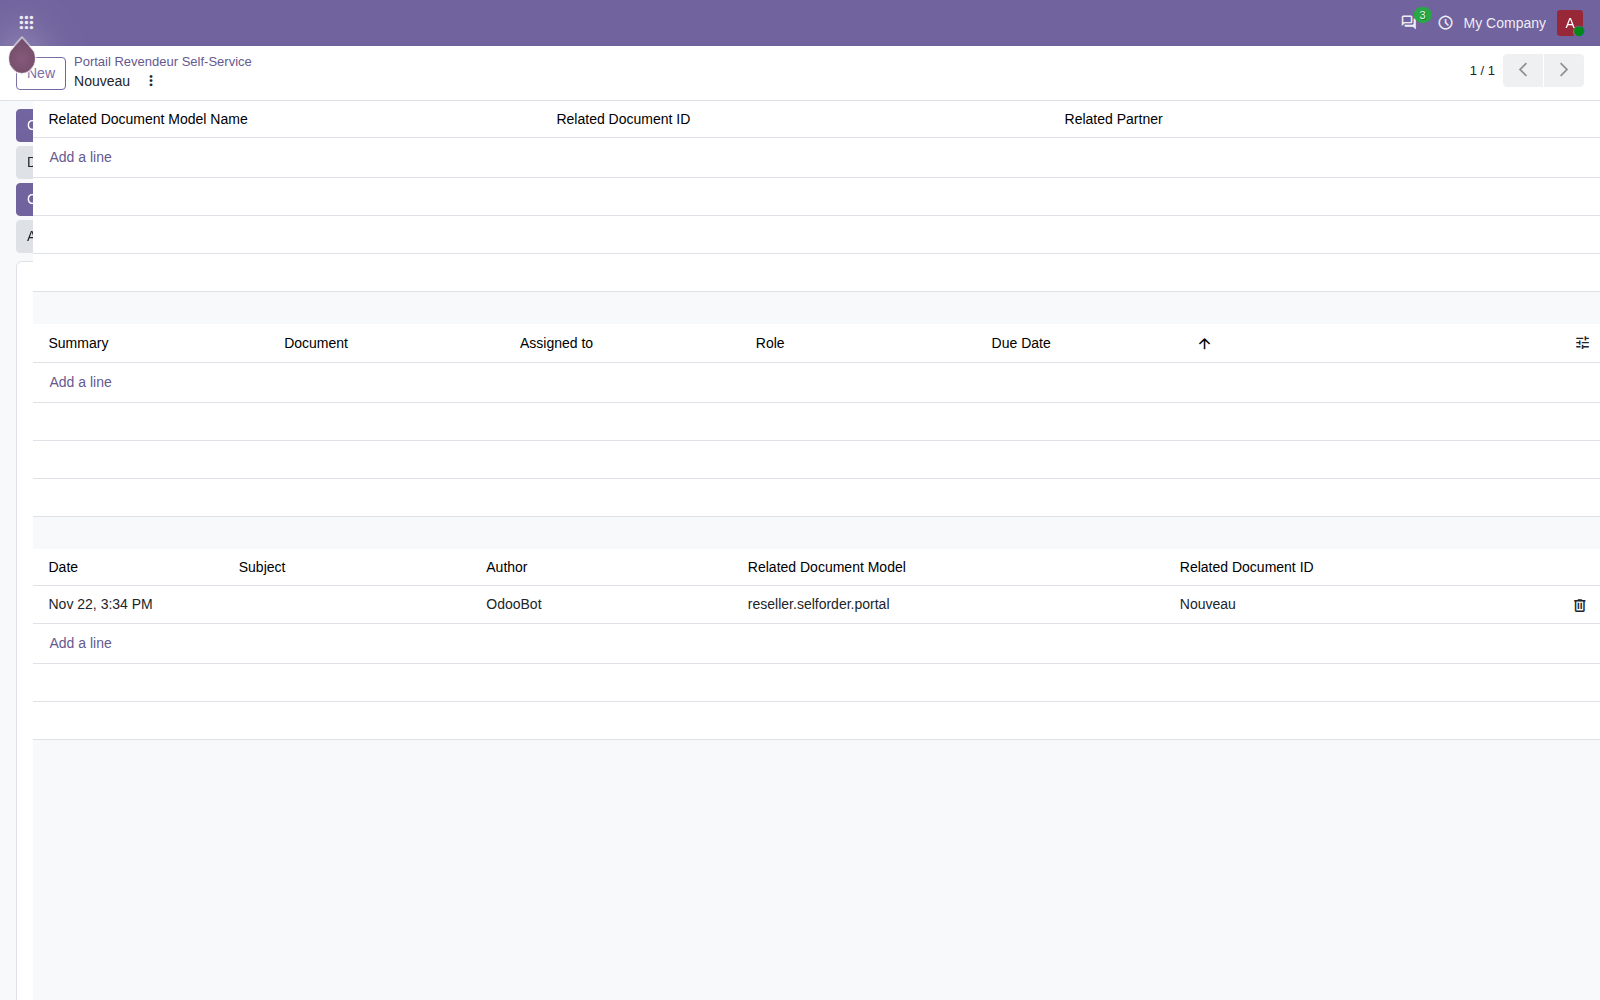 3
My Company
A
New
Portail Revendeur Self-Service
Nouveau
1 / 1
Related Document Model Name
Related Document ID
Related Partner
Add a line
Summary
Document
Assigned to
Role
Due Date
Add a line
Date
Subject
Author
Related Document Model
Related Document ID
Nov 22, 3:34 PM
OdooBot
reseller.selforder.portal
Nouveau
Add a line